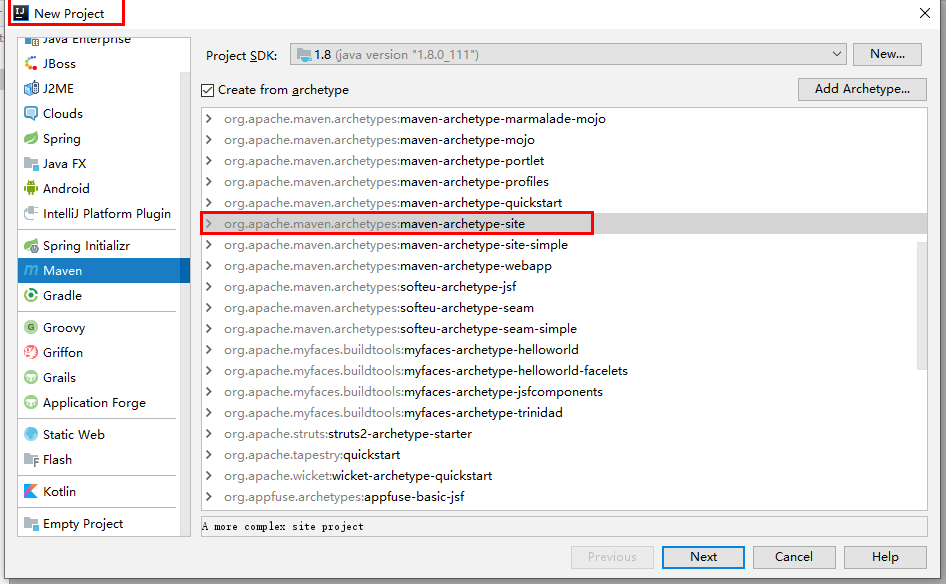 New Project
Java Enterprise
JBoss
J2ME
Clouds
Spring
Java FX
Android
IntelliJ Platform Plugin
Spring Initializr
Maven
Gradle
Groovy
Griffon
Grails
Application Forge
Static Web
Flash
Kotlin
Empty Project
Project SDK: 1.8 (java version "1.8.0_111") New...
Create from archetype Add Archetype...
org.apache.maven.archetypes:maven-archetype-marmalade-mojo
org.apache.maven.archetypes:maven-archetype-mojo
org.apache.maven.archetypes:maven-archetype-portlet
org.apache.maven.archetypes:maven-archetype-profiles
org.apache.maven.archetypes:maven-archetype-quickstart
org.apache.maven.archetypes:maven-archetype-site
org.apache.maven.archetypes:maven-archetype-site-simple
org.apache.maven.archetypes:maven-archetype-webapp
org.apache.maven.archetypes:softeu-archetype-jsf
org.apache.maven.archetypes:softeu-archetype-seam
org.apache.maven.archetypes:softeu-archetype-seam-simple
org.apache.myfaces.buildtools:myfaces-archetype-helloworld
org.apache.myfaces.buildtools:myfaces-archetype-helloworld-facelets
org.apache.myfaces.buildtools:myfaces-archetype-jsfcomponents
org.apache.myfaces.buildtools:myfaces-archetype-trinidad
org.apache.struts:struts2-archetype-starter
org.apache.tapestry:quickstart
org.apache.wicket:wicket-archetype-quickstart
org.appfuse.archetypes:appfuse-basic-jsf
A more complex site project
Previous Next Cancel Help